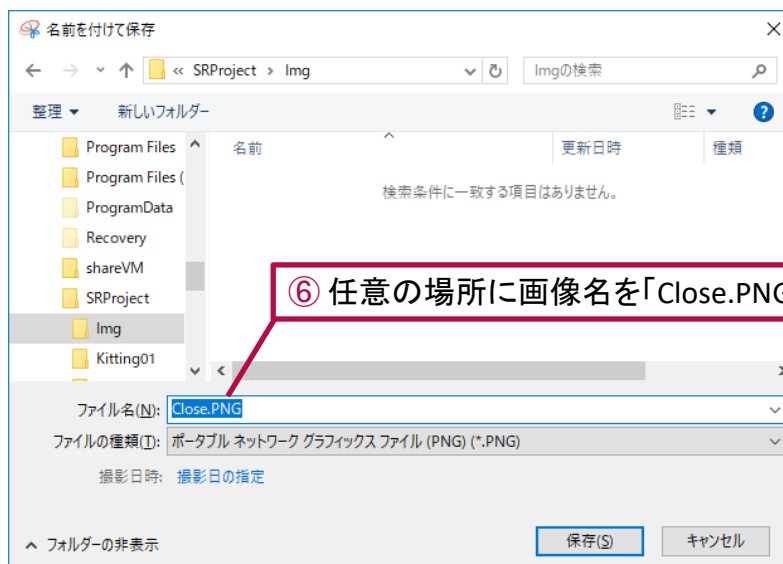 名前を付けて保存
« SRProject › Img
Imgの検索
整理
新しいフォルダー
Program Files
Program Files (
ProgramData
Recovery
shareVM
SRProject
Img
Kitting01
名前
更新日時
種類
検索条件に一致する項目はありません。
⑥ 任意の場所に画像名を「Close.PNG
ファイル名(N): Close.PNG
ファイルの種類(T): ポータブル ネットワーク グラフィックス ファイル (PNG) (*.PNG)
撮影日時: 撮影日の指定
フォルダーの非表示
保存(S)
キャンセル